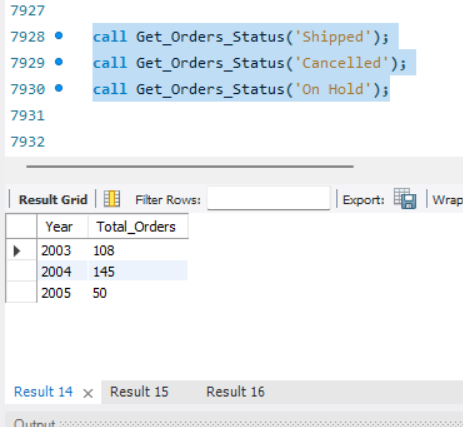 7927
7928 call Get_Orders_Status('Shipped');
7929 call Get_Orders_Status('Cancelled');
7930 call Get_Orders_Status('On Hold');
7931
7932
Result Grid Filter Rows: Export: Wrap
Year Total_Orders
2003 108
2004 145
2005 50
Result 14 × Result 15 Result 16
Output